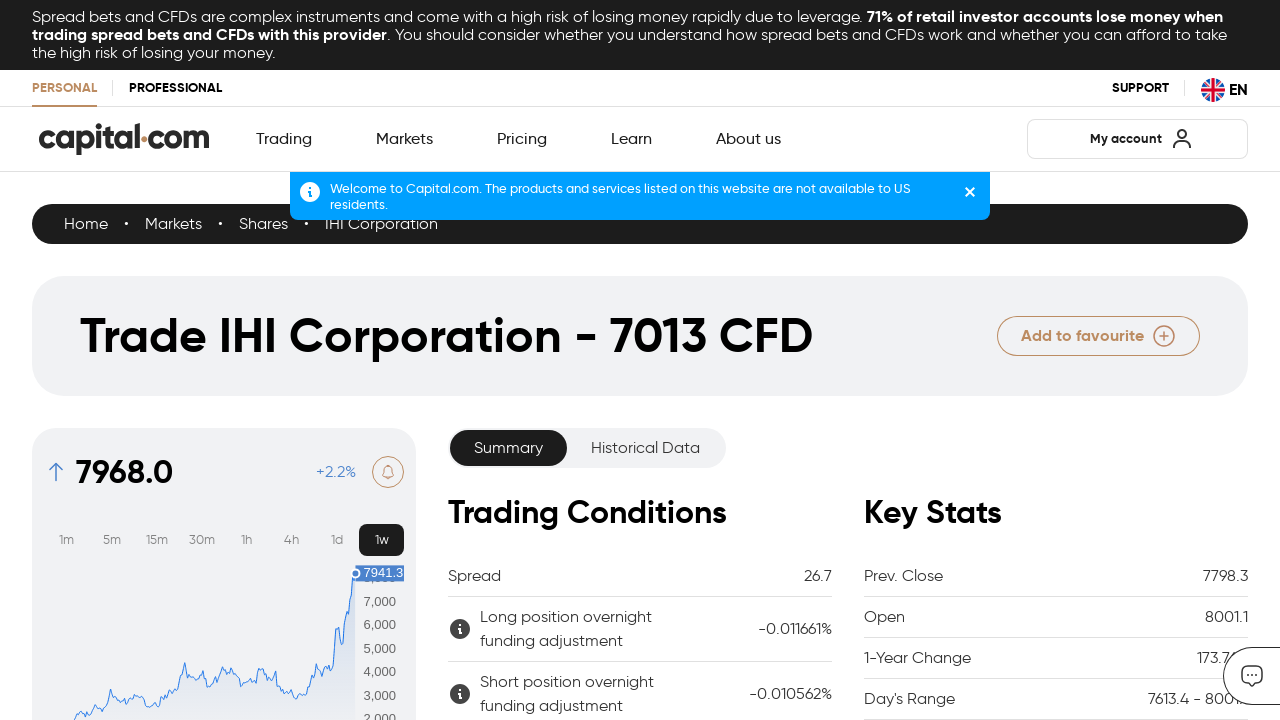 Spread bets and CFDs are complex instruments and come with a high risk of losing money rapidly due to leverage. 71% of retail investor accounts lose money when
trading spread bets and CFDs with this provider. You should consider whether you understand how spread bets and CFDs work and whether you can afford to take
the high risk of losing your money.
PERSONAL PROFESSIONAL SUPPORT EN
capital.com Trading Markets Pricing Learn About us My account
Welcome to Capital.com. The products and services listed on this website are not available to US
residents.
Home • Markets • Shares • IHI Corporation
Trade IHI Corporation - 7013 CFD
Add to favourite
7968.0 +2.2%
Summary Historical Data
1m 5m 15m 30m 1h 4h 1d 1w
7941.3
7,000
6,000
5,000
4,000
3,000
2,000
Trading Conditions
Spread 26.7
Long position overnight
funding adjustment -0.011661%
Short position overnight
funding adjustment -0.010562%
Key Stats
Prev. Close 7798.3
Open 8001.1
1-Year Change
Day's Range 7613.4 -